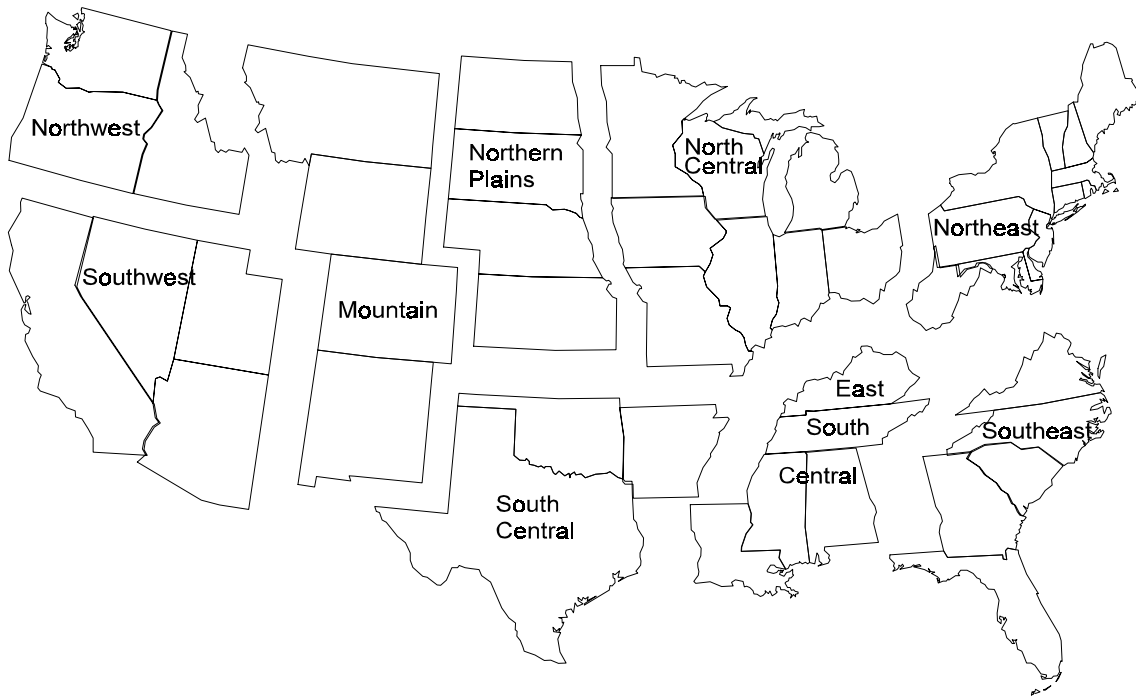 Northwest
Northern
Plains
North
Central
Northeast
Southwest
Mountain
East
South
Central
Southeast
South
Central